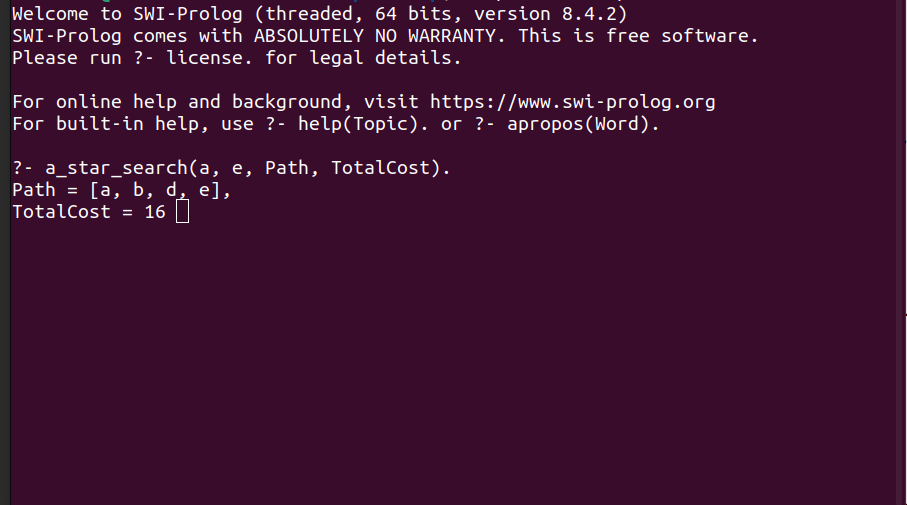 Welcome to SWI-Prolog (threaded, 64 bits, version 8.4.2)
SWI-Prolog comes with ABSOLUTELY NO WARRANTY. This is free software.
Please run ?- license. for legal details.
For online help and background, visit https://www.swi-prolog.org
For built-in help, use ?- help(Topic). or ?- apropos(Word).
?- a_star_search(a, e, Path, TotalCost).
Path = [a, b, d, e],
TotalCost = 16